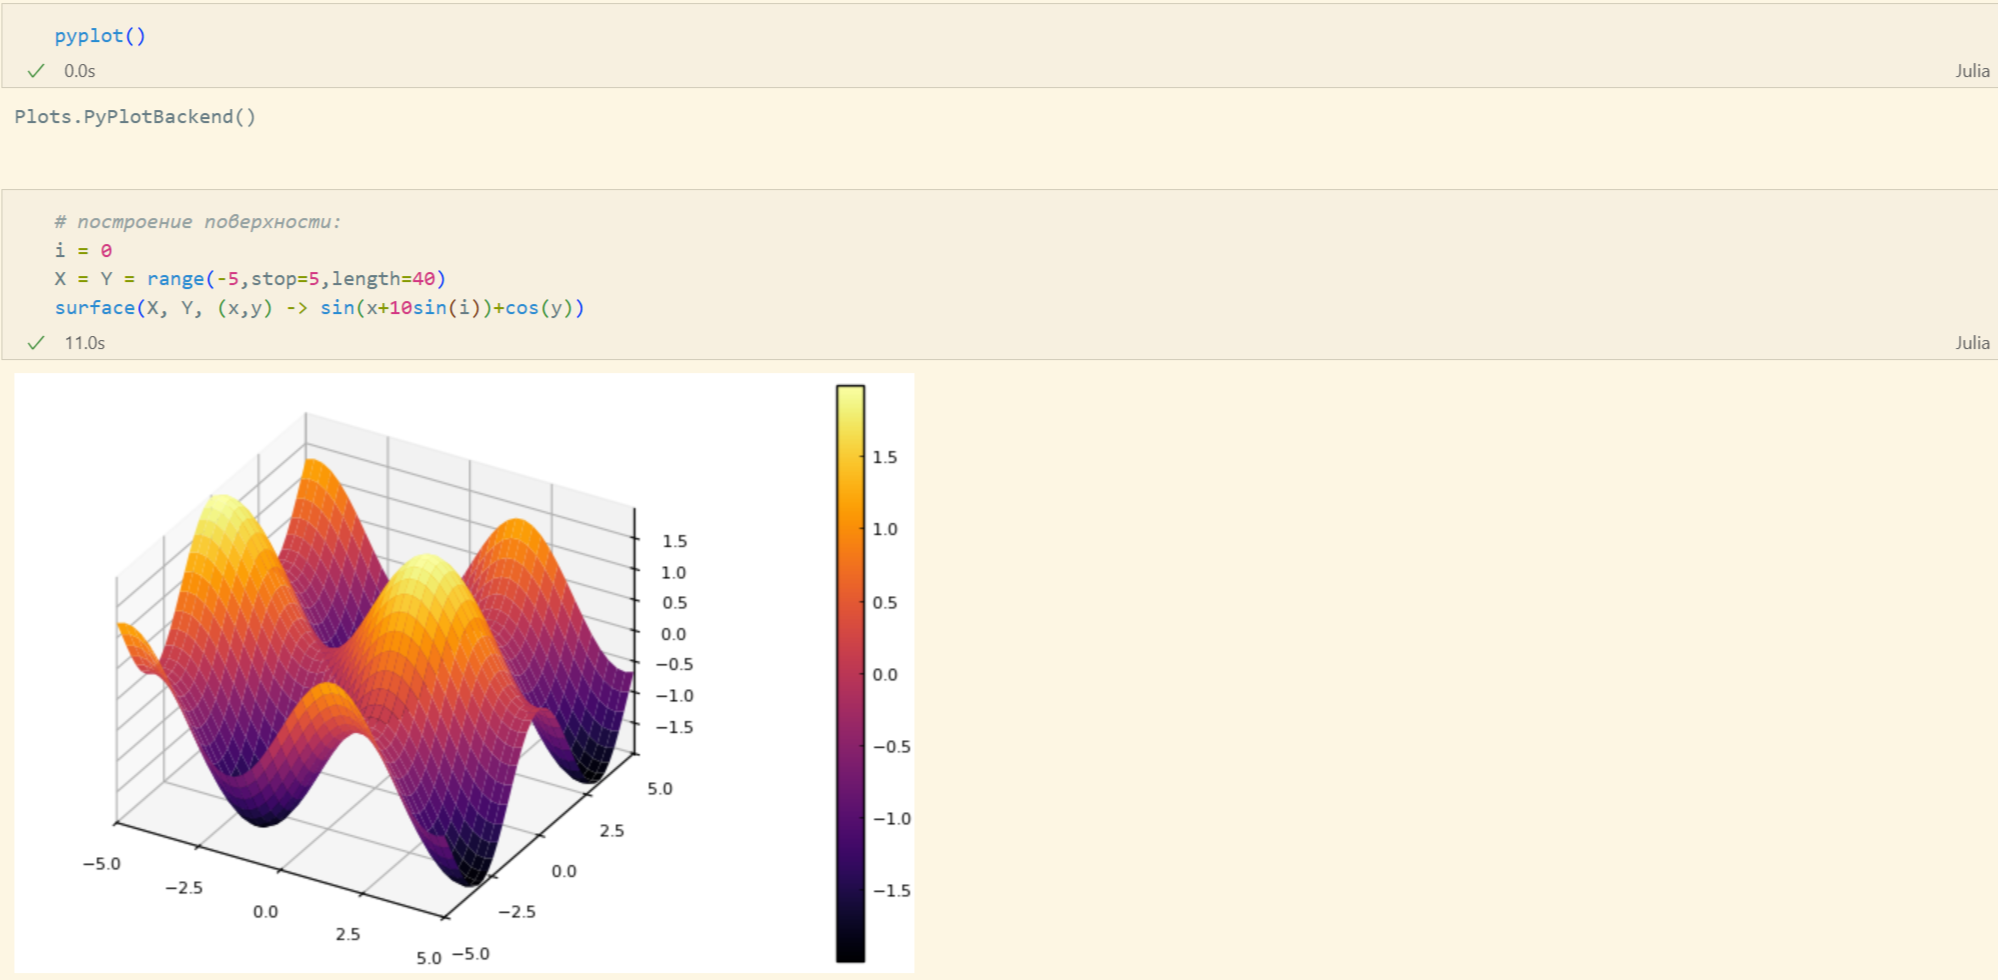 pyplot()
0.0s
Julia
Plots.PyPlotBackend()
# построение поверхности:
i = 0
X = Y = range(-5,stop=5,length=40)
surface(X, Y, (x,y) -> sin(x+10sin(i))+cos(y))
11.0s
Julia
1.5
1.0
0.5
0.0
−0.5
−1.0
−1.5
−5.0
−2.5
0.0
2.5
5.0
−5.0
−2.5
0.0
2.5
5.0
1.5
1.0
0.5
0.0
−0.5
−1.0
−1.5